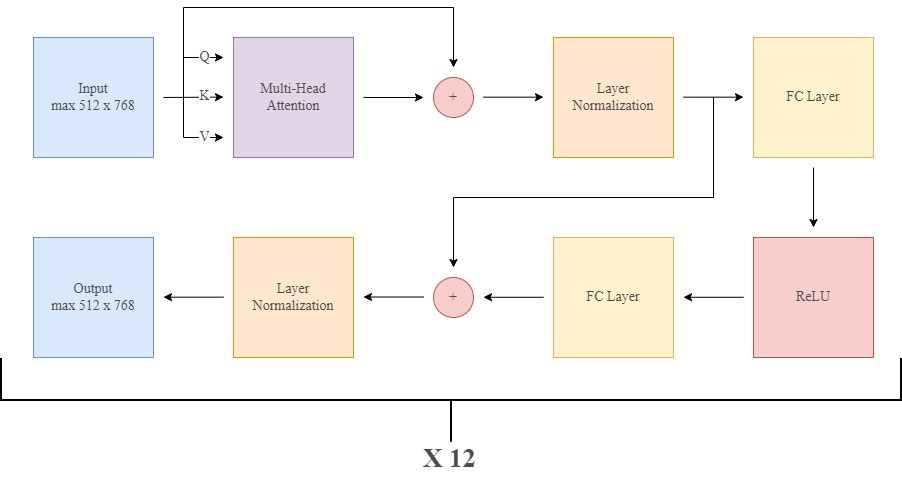 Input
max 512 x 768
Q
K
V
Multi-Head
Attention
+
Layer
Normalization
FC Layer
Output
max 512 x 768
Layer
Normalization
+
FC Layer
ReLU
X 12